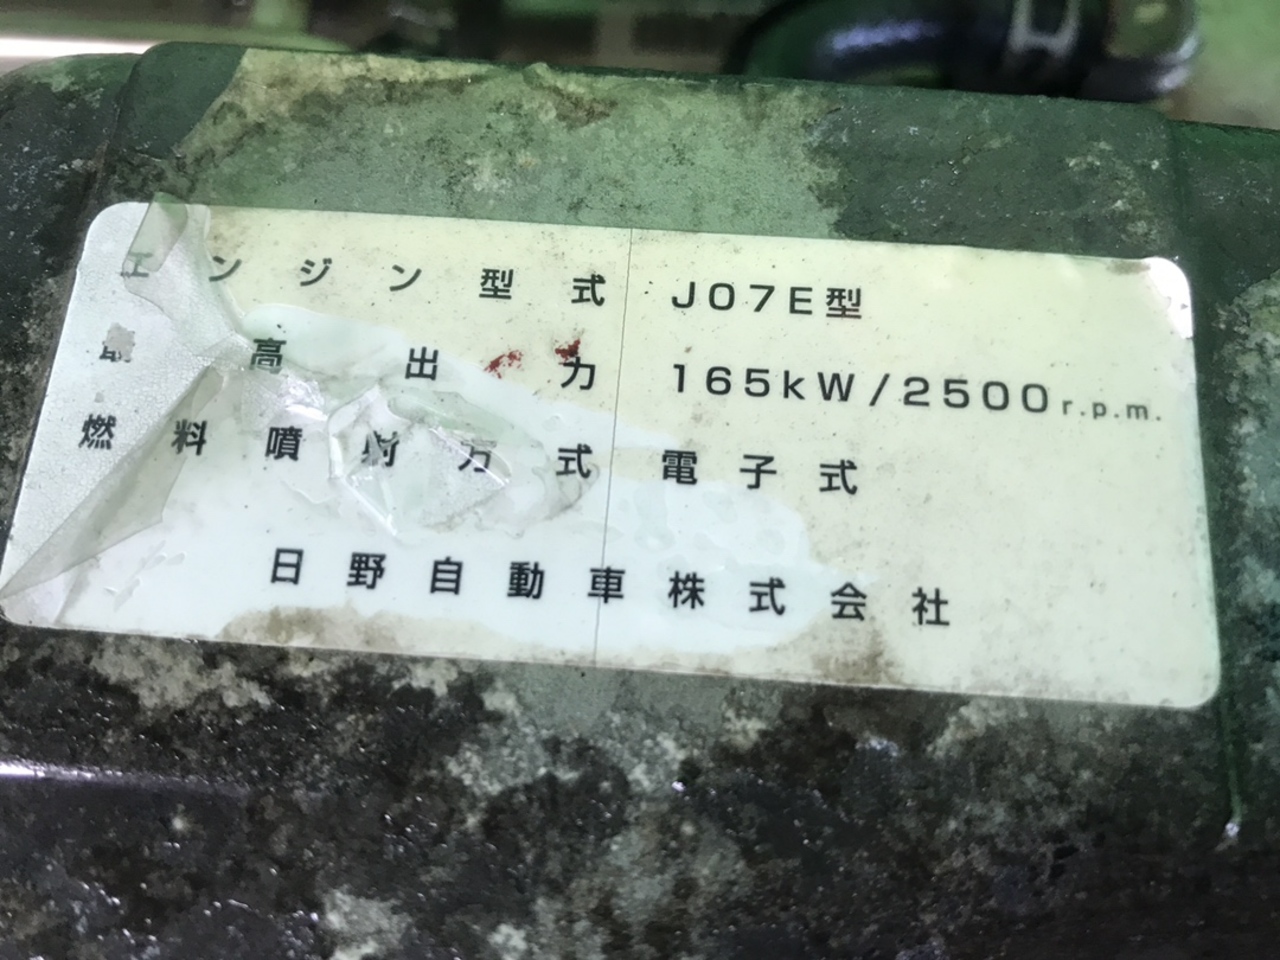 エンジン型式 J07E型
最高出力 165kW/2500r.p.m.
燃料噴射方式 電子式
日野自動車株式会社